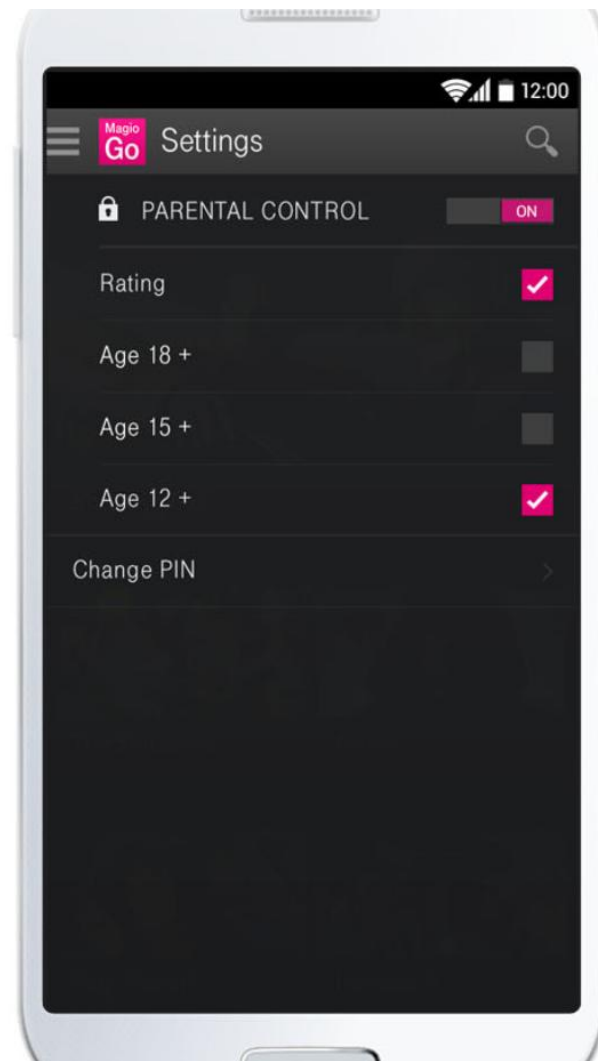 12:00
Magio
Go Settings
PARENTAL CONTROL ON
Rating
Age 18 +
Age 15 +
Age 12 +
Change PIN